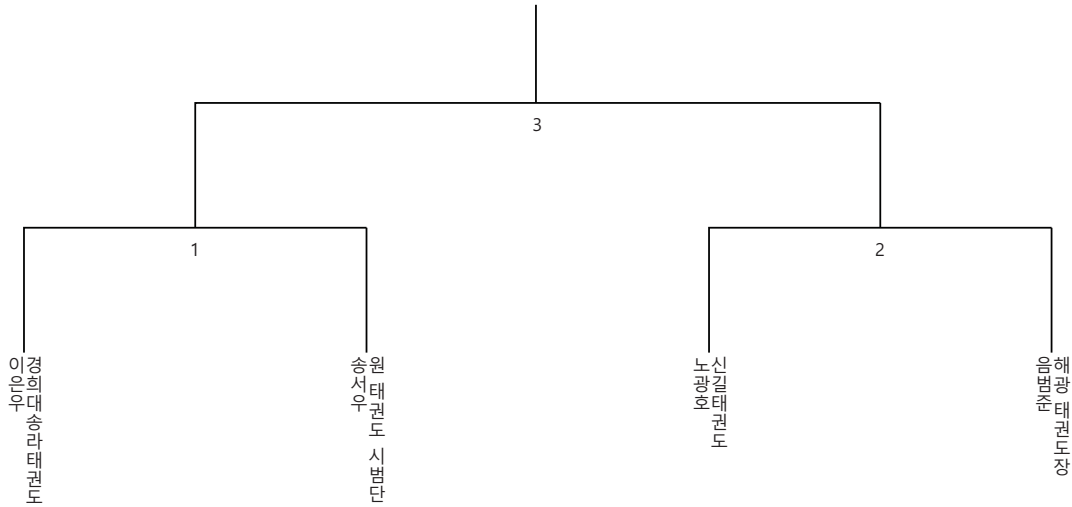 3
1
2
경희대송라태권도
이은우
원 태권도 시범단
송서우
신길태권도
노광호
해광 태권도장
음범준